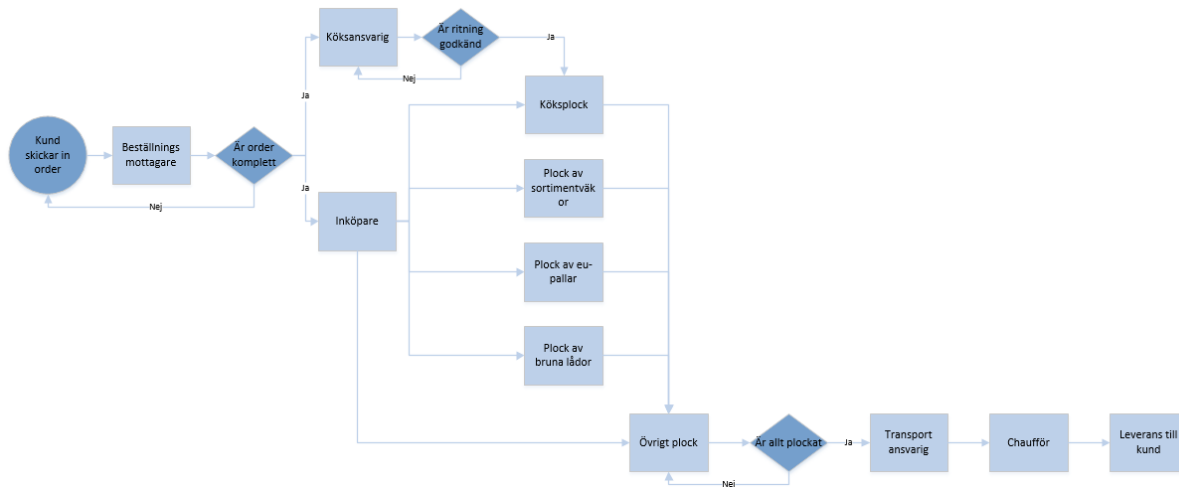 Kund
skickar in
order
Beställnings
mottagare
Är order
komplett
Nej
Ja
Ja
Köksansvarig
Är ritning
godkänd
Nej
Ja
Inköpare
Köksplock
Plock av
sortimentväk
or
Plock av eu-
pallar
Plock av
bruna lådor
Övrigt plock
Är allt plockat
Nej
Ja
Transport
ansvarig
Chaufför
Leverans till
kund